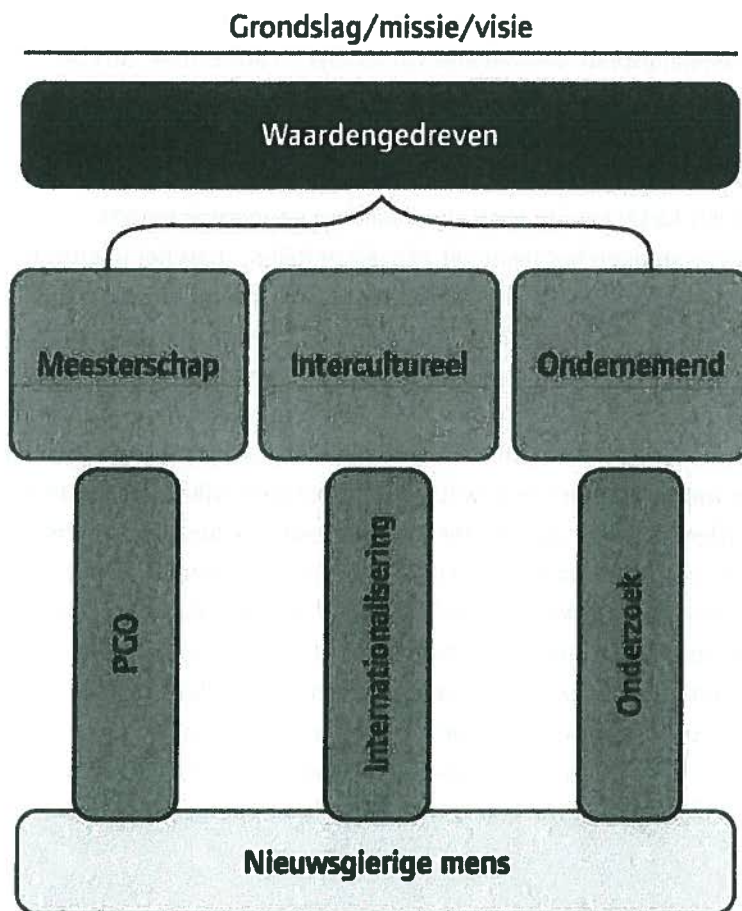 Grondslag/missie/visie
Waardengedreven
Meesterschap
Intercultureel
Ondernemend
PGO
Internationalisering
Onderzoek
Nieuwsgierige mens